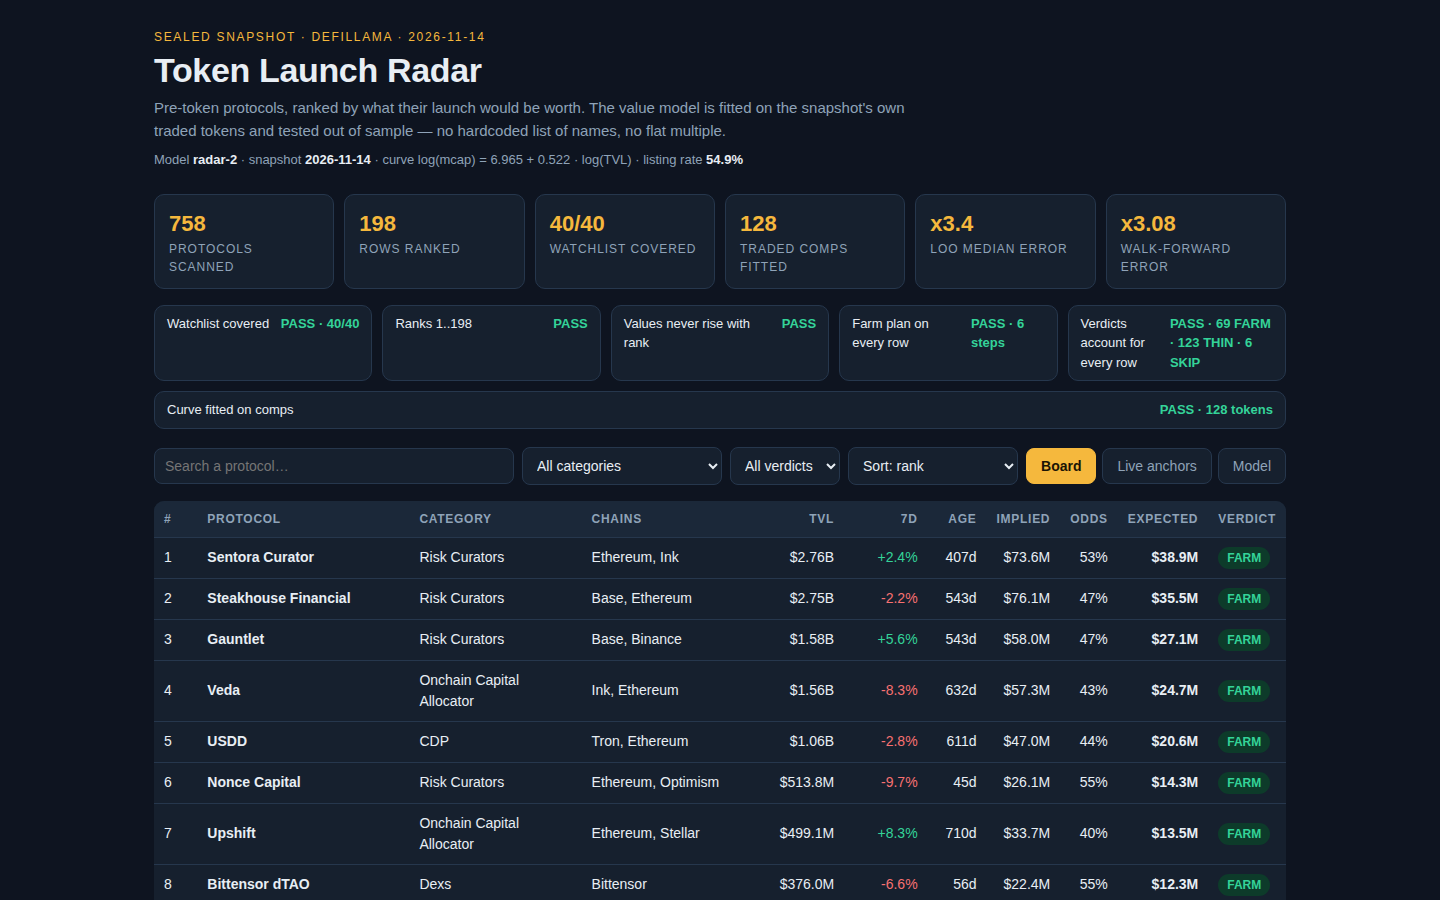 SEALED SNAPSHOT · DEFILLAMA · 2026-11-14
Token Launch Radar
Pre-token protocols, ranked by what their launch would be worth. The value model is fitted on the snapshot's own
traded tokens and tested out of sample — no hardcoded list of names, no flat multiple.
Model radar-2 · snapshot 2026-11-14 · curve log(mcap) = 6.965 + 0.522 · log(TVL) · listing rate 54.9%
758
PROTOCOLS
SCANNED
198
ROWS RANKED
40/40
WATCHLIST COVERED
128
TRADED COMPS
FITTED
x3.4
LOO MEDIAN ERROR
x3.08
WALK-FORWARD
ERROR
Watchlist covered PASS · 40/40
Ranks 1..198 PASS
Values never rise with
rank
PASS
Farm plan on
every row
PASS · 6
steps
Verdicts
account for
every row
PASS · 69 FARM
· 123 THIN · 6
SKIP
Curve fitted on comps PASS · 128 tokens
Search a protocol… All categories All verdicts Sort: rank Board Live anchors Model
# PROTOCOL CATEGORY CHAINS TVL 7D AGE IMPLIED ODDS EXPECTED VERDICT
1 Sentora Curator Risk Curators Ethereum, Ink $2.76B +2.4% 407d $73.6M 53% $38.9M FARM
2 Steakhouse Financial Risk Curators Base, Ethereum $2.75B -2.2% 543d $76.1M 47% $35.5M FARM
3 Gauntlet Risk Curators Base, Binance $1.58B +5.6% 543d $58.0M 47% $27.1M FARM
4 Veda Onchain Capital
Allocator Ink, Ethereum $1.56B -8.3% 632d $57.3M 43% $24.7M FARM
5 USDD CDP Tron, Ethereum $1.06B -2.8% 611d $47.0M 44% $20.6M FARM
6 Nonce Capital Risk Curators Ethereum, Optimism $513.8M -9.7% 45d $26.1M 55% $14.3M FARM
7 Upshift Onchain Capital
Allocator Ethereum, Stellar $499.1M +8.3% 710d $33.7M 40% $13.5M FARM
8 Bittensor dTAO Dexs Bittensor $376.0M -6.6% 56d $22.4M 55% $12.3M FARM